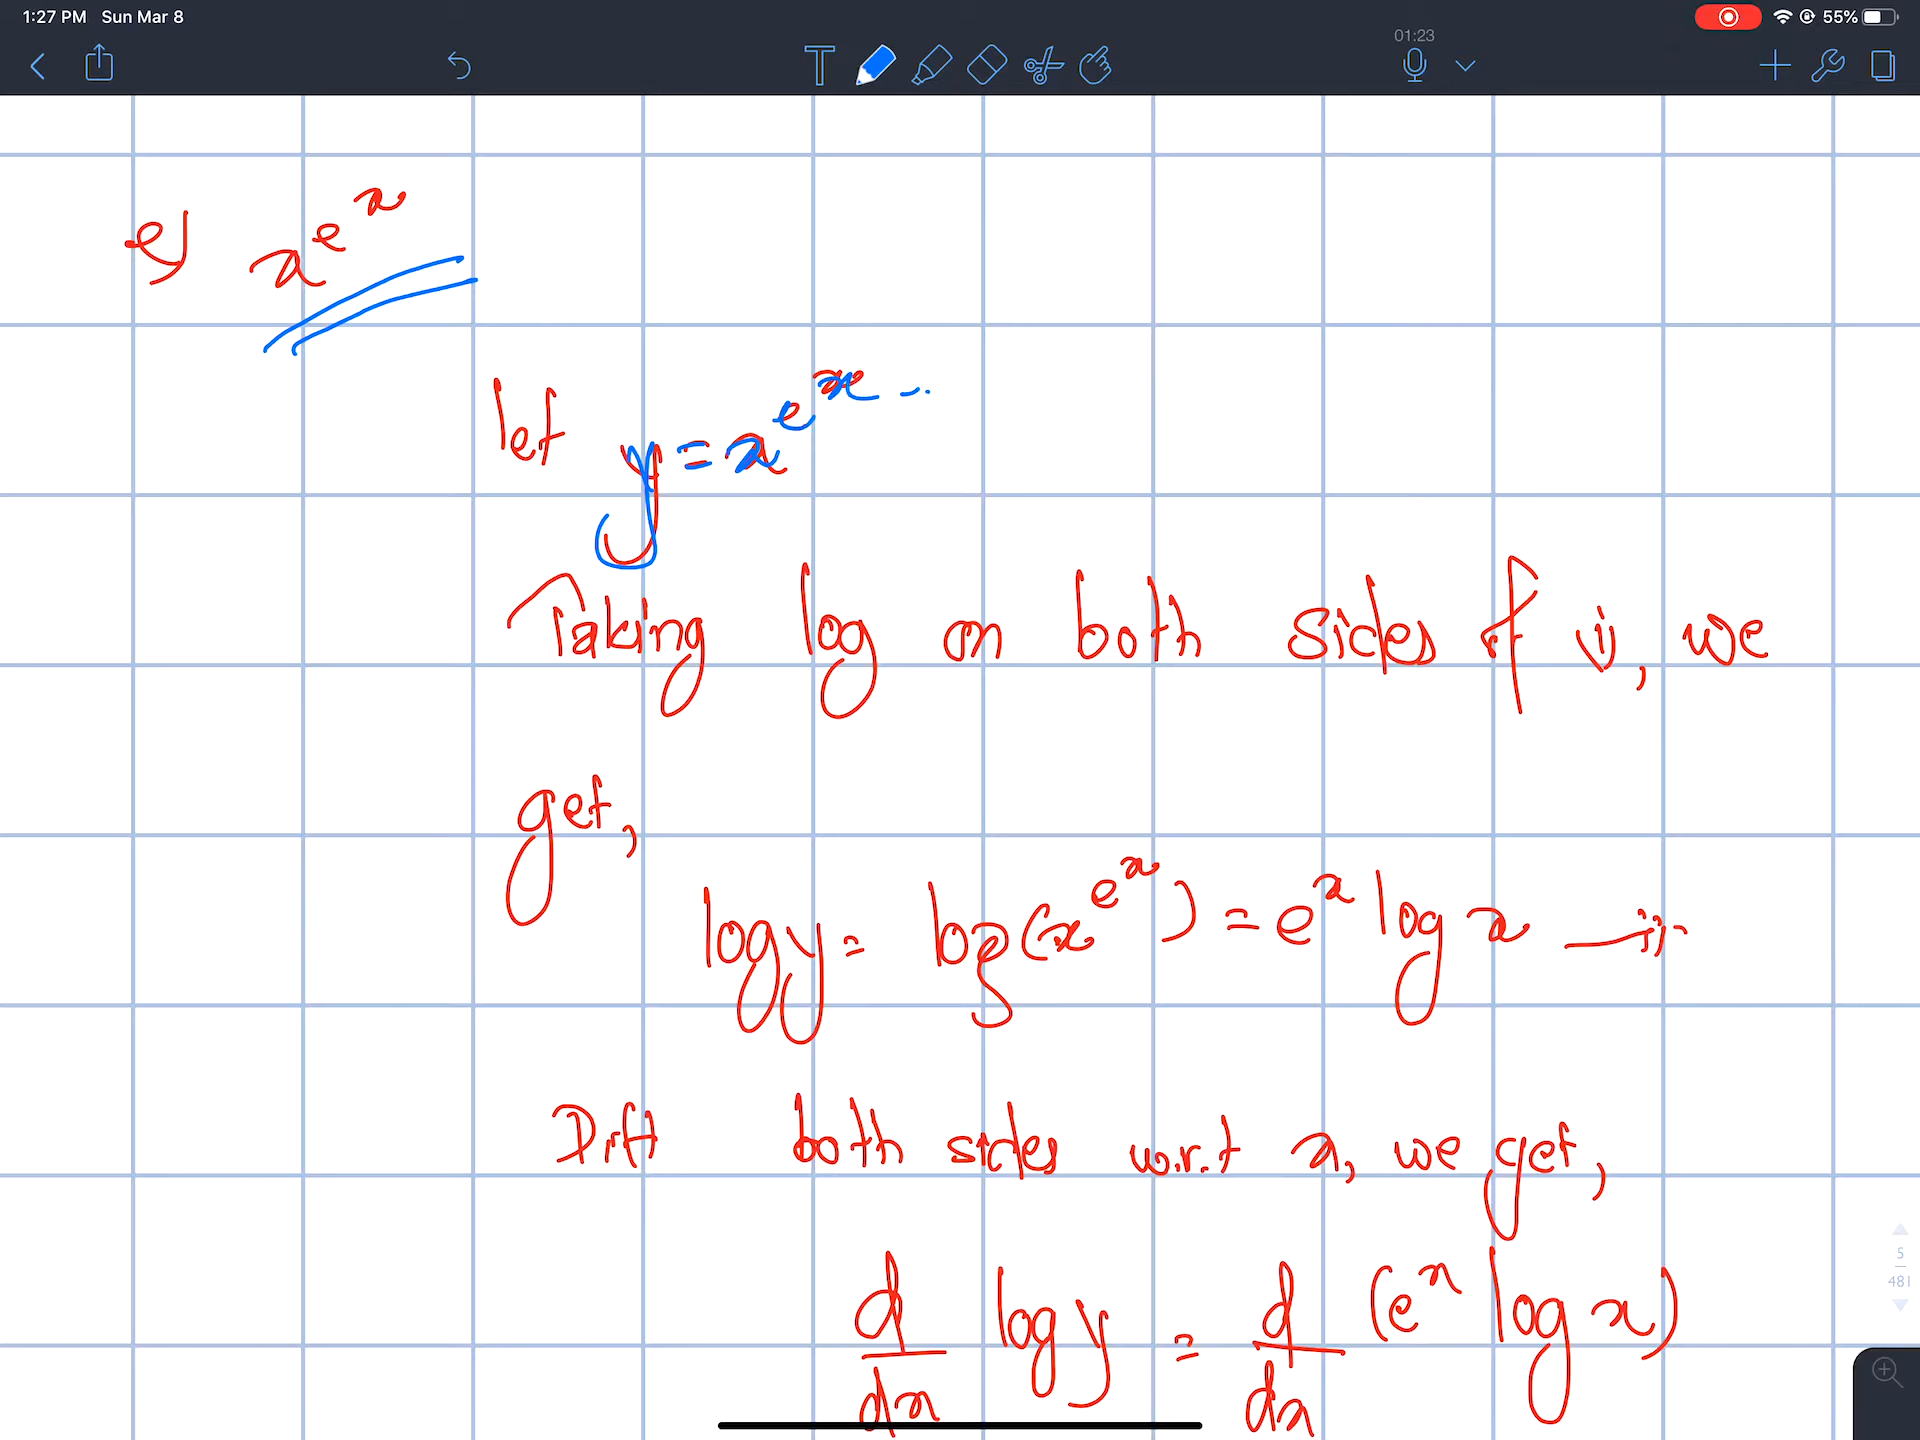 1:27 PM Sun Mar 8
55%
01:23
T
e) x^e^x
let y = x^e^x --
Taking log on both sides of (i), we
get,
log y = log(x^e^x) = e^x log x — ii
Diff both sides w.r.t x, we get,
d/dx log y = d/dx (e^x log x)
5
481